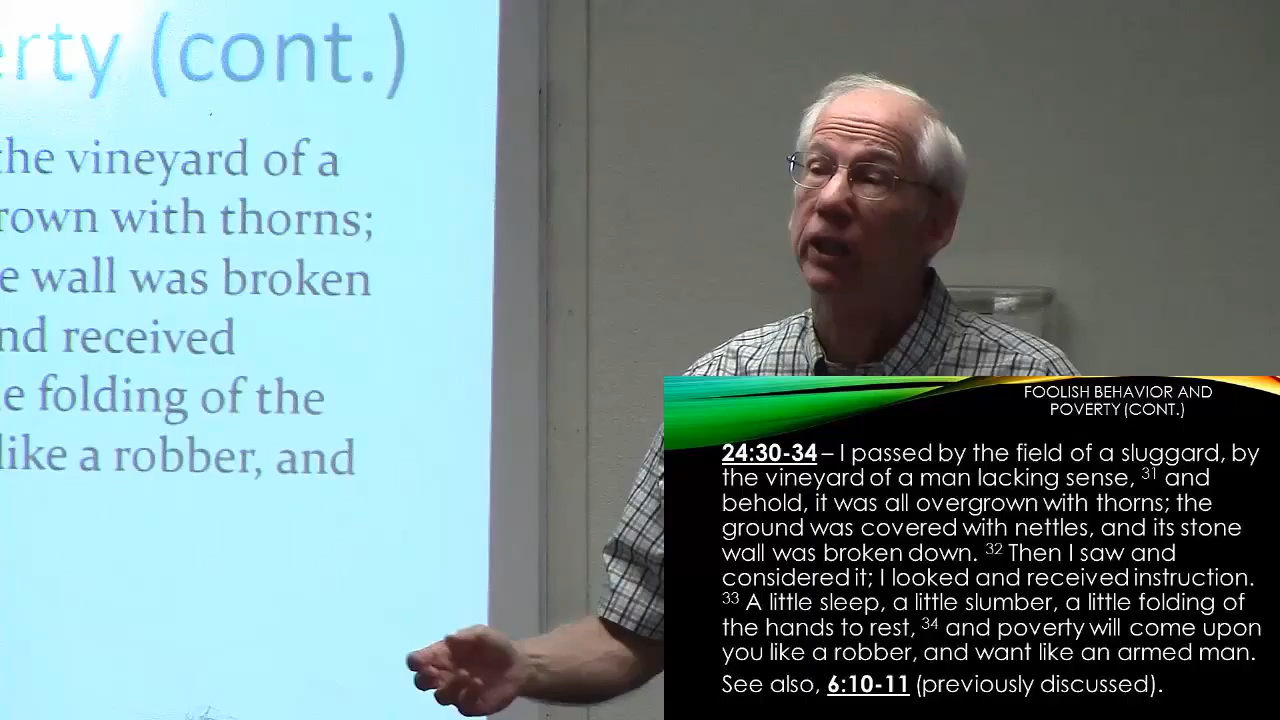 erty (cont.)
the vineyard of a
rown with thorns;
e wall was broken
nd received
e folding of the
like a robber, and
FOOLISH BEHAVIOR AND
POVERTY (CONT.)
24:30-34 – I passed by the field of a sluggard, by
the vineyard of a man lacking sense, 31 and
behold, it was all overgrown with thorns; the
ground was covered with nettles, and its stone
wall was broken down. 32 Then I saw and
considered it; I looked and received instruction.
33 A little sleep, a little slumber, a little folding of
the hands to rest, 34 and poverty will come upon
you like a robber, and want like an armed man.
See also, 6:10-11 (previously discussed).